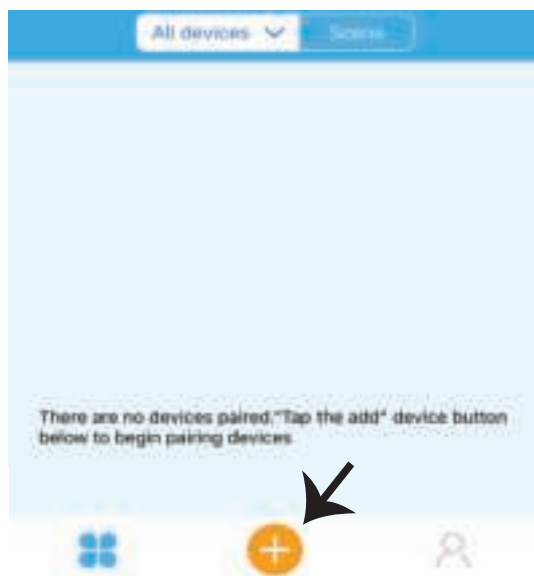 All devices
Scene
There are no devices paired."Tap the add" device button
below to begin pairing devices